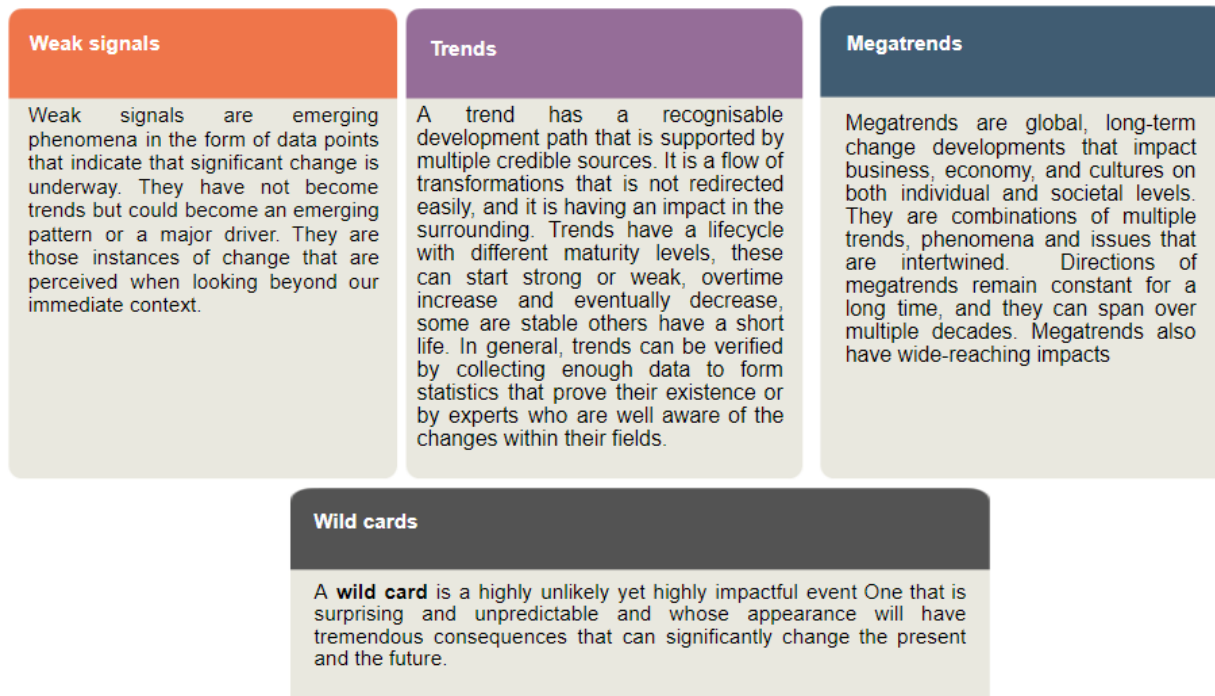 Weak signals
Weak signals are emerging
phenomena in the form of data points
that indicate that significant change is
underway. They have not become
trends but could become an emerging
pattern or a major driver. They are
those instances of change that are
perceived when looking beyond our
immediate context.
Trends
A trend has a recognisable
development path that is supported by
multiple credible sources. It is a flow of
transformations that is not redirected
easily, and it is having an impact in the
surrounding. Trends have a lifecycle
with different maturity levels, these
can start strong or weak, overtime
increase and eventually decrease,
some are stable others have a short
life. In general, trends can be verified
by collecting enough data to form
statistics that prove their existence or
by experts who are well aware of the
changes within their fields.
Megatrends
Megatrends are global, long-term
change developments that impact
business, economy, and cultures on
both individual and societal levels.
They are combinations of multiple
trends, phenomena and issues that
are intertwined. Directions of
megatrends remain constant for a
long time, and they can span over
multiple decades. Megatrends also
have wide-reaching impacts
Wild cards
A wild card is a highly unlikely yet highly impactful event One that is
surprising and unpredictable and whose appearance will have
tremendous consequences that can significantly change the present
and the future.